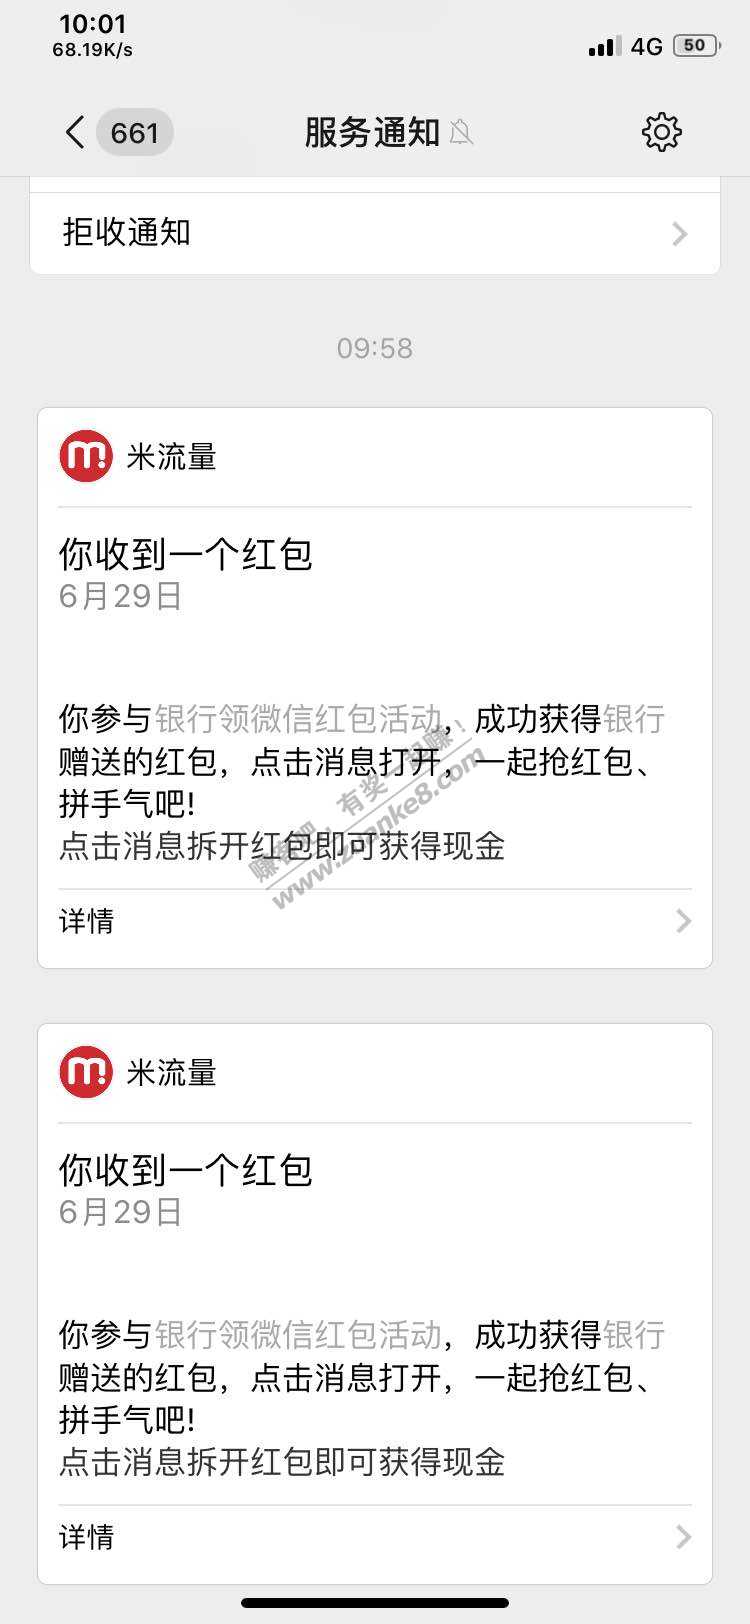 10:01
68.19K/s
4G
50
661
服务通知
拒收通知
09:58
米流量
你收到一个红包
6月29日
你参与银行领微信红包活动，成功获得银行
赠送的红包，点击消息打开，一起抢红包、
拼手气吧!
点击消息拆开红包即可获得现金
赚客吧，有奖一起赚！
www.zuanke8.com
详情
米流量
你收到一个红包
6月29日
你参与银行领微信红包活动，成功获得银行
赠送的红包，点击消息打开，一起抢红包、
拼手气吧!
点击消息拆开红包即可获得现金
详情